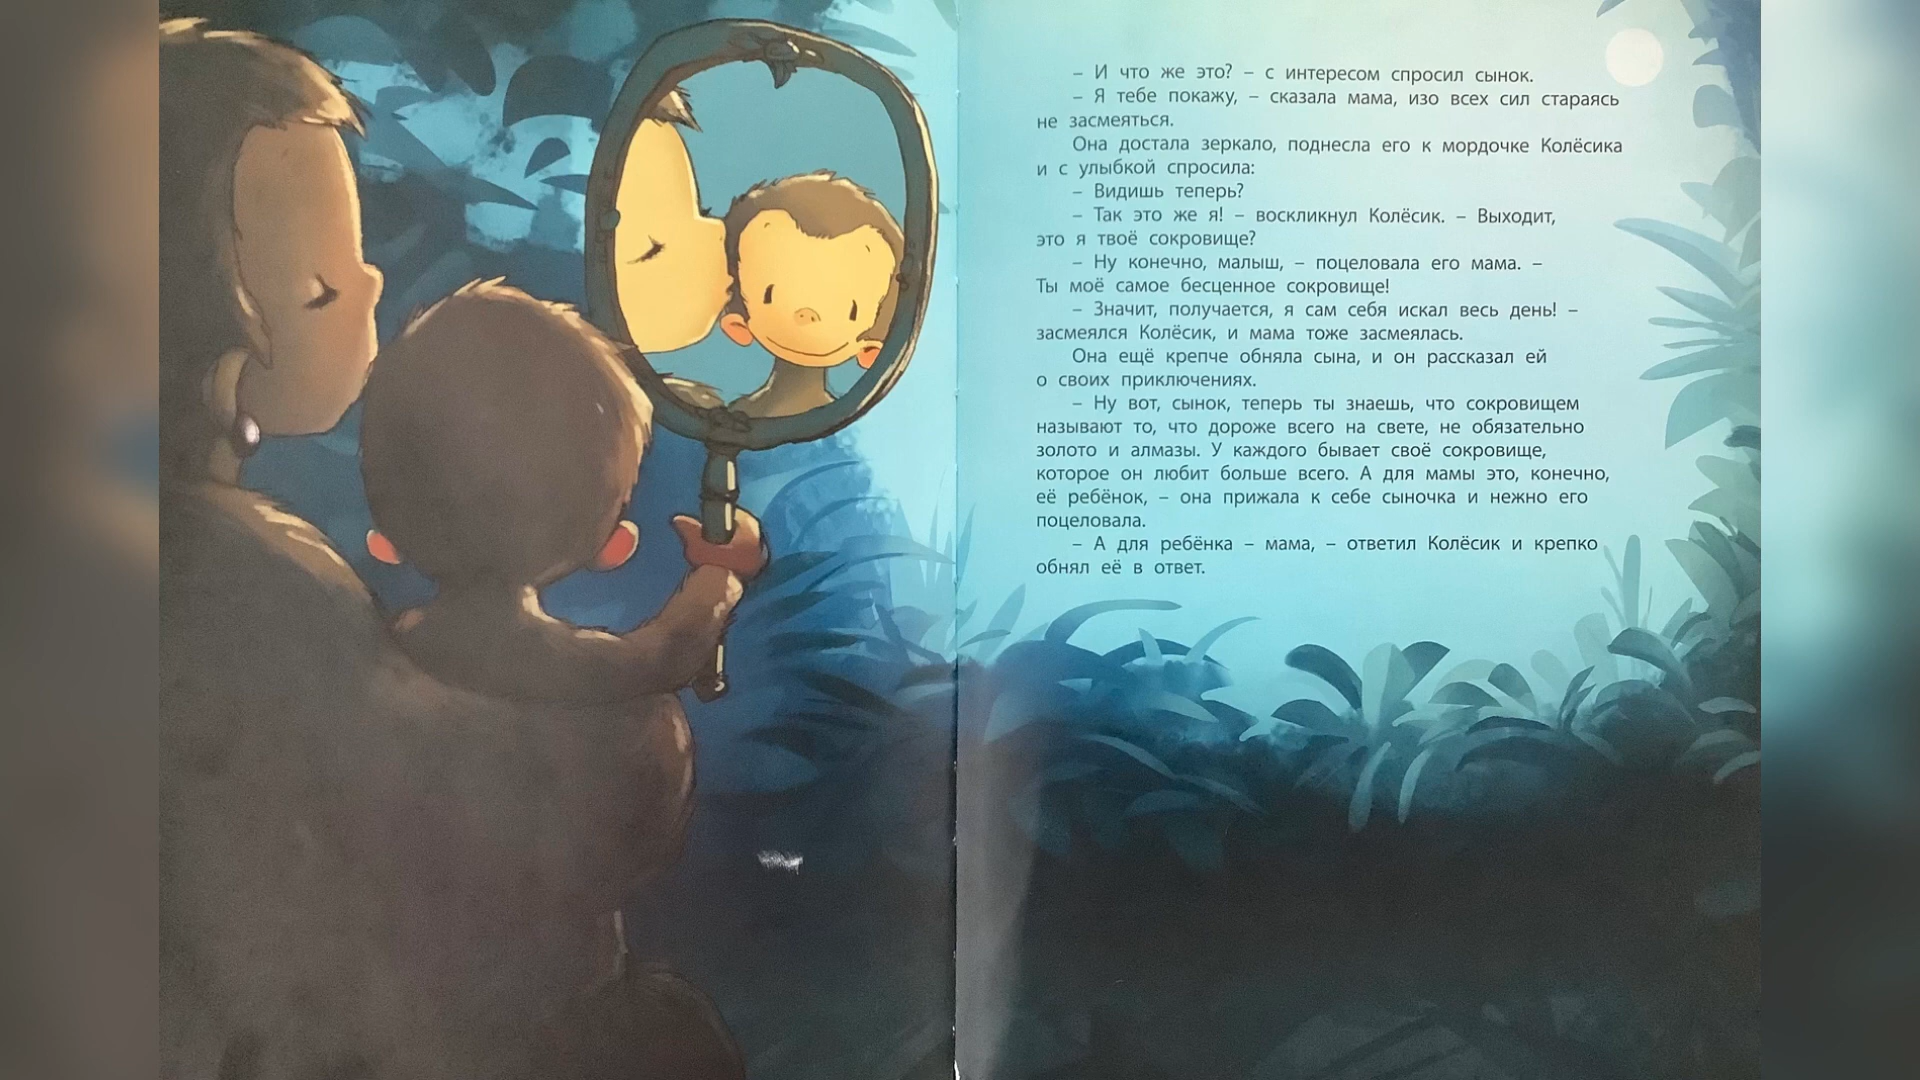 – И что же это? – с интересом спросил сынок.
– Я тебе покажу, – сказала мама, изо всех сил стараясь
не засмеяться.
Она достала зеркало, поднесла его к мордочке Колёсика
и с улыбкой спросила:
– Видишь теперь?
– Так это же я! – воскликнул Колёсик. – Выходит,
это я твоё сокровище?
– Ну конечно, малыш, – поцеловала его мама. –
Ты моё самое бесценное сокровище!
– Значит, получается, я сам себя искал весь день! –
засмеялся Колёсик, и мама тоже засмеялась.
Она ещё крепче обняла сына, и он рассказал ей
о своих приключениях.
– Ну вот, сынок, теперь ты знаешь, что сокровищем
называют то, что дороже всего на свете, не обязательно
золото и алмазы. У каждого бывает своё сокровище,
которое он любит больше всего. А для мамы это, конечно,
её ребёнок, – она прижала к себе сыночка и нежно его
поцеловала.
– А для ребёнка – мама, – ответил Колёсик и крепко
обнял её в ответ.